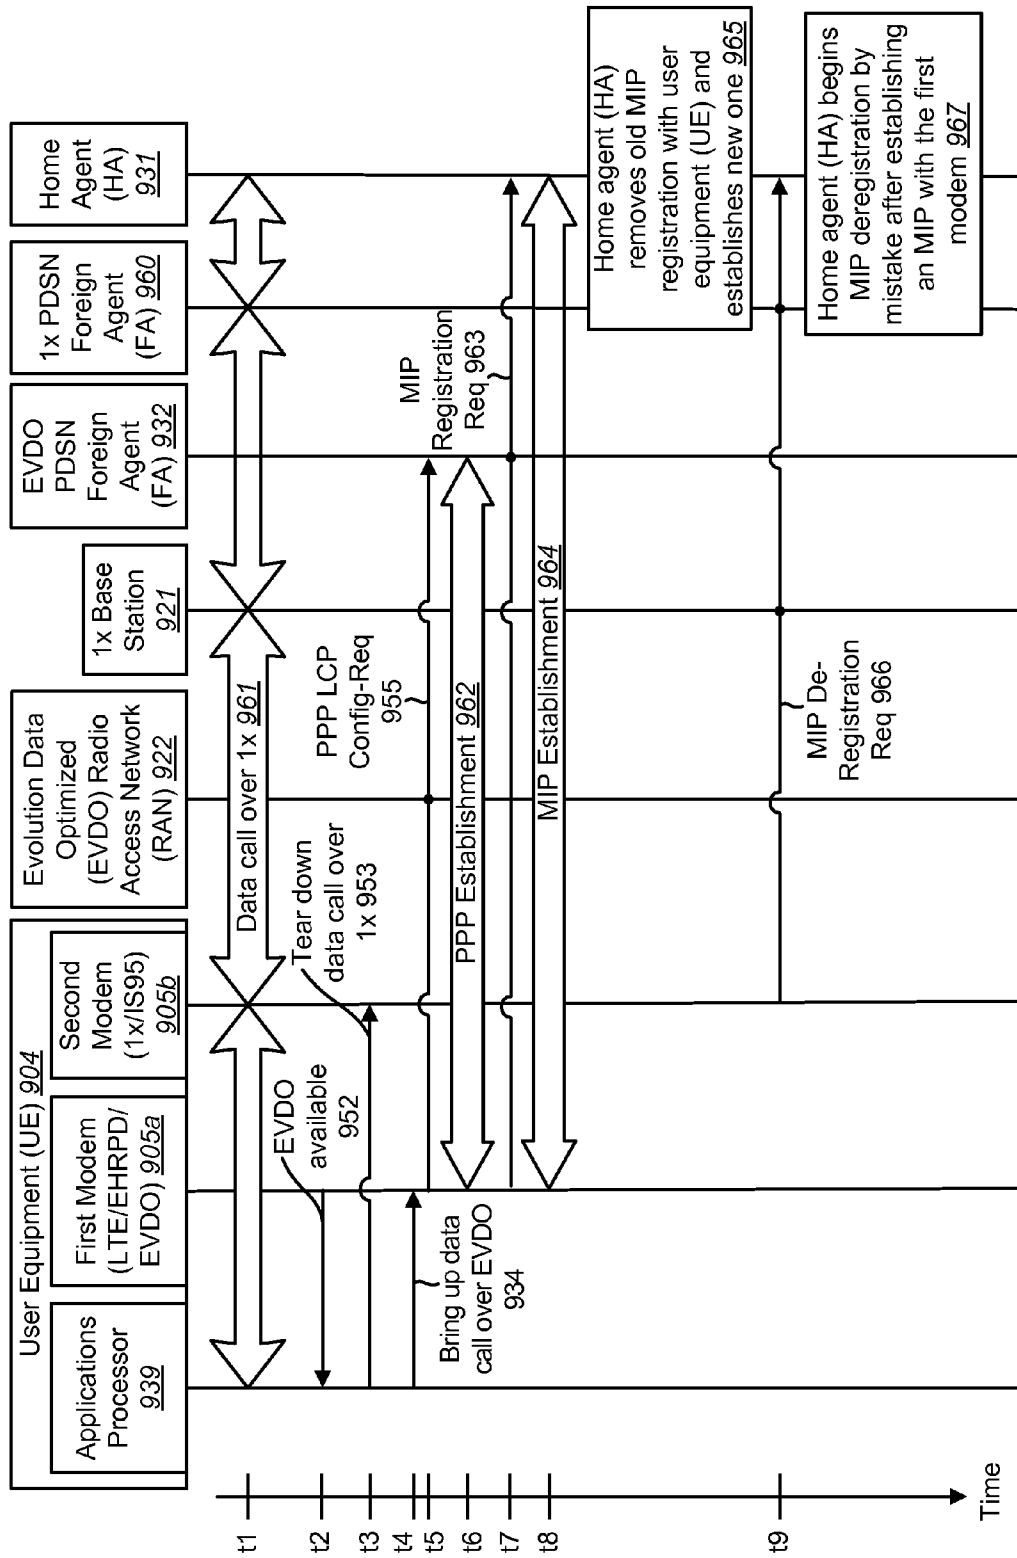 User Equipment (UE) 904
Applications
Processor
939
First Modem
(LTE/EHRPD/
EVDO) 905a
Second
Modem
(1x/IS95)
905b
Evolution Data
Optimized
(EVDO) Radio
Access Network
(RAN) 922
1x Base
Station
921
EVDO
PDSN
Foreign
Agent
(FA) 932
1x PDSN
Foreign
Agent
(FA) 960
Home
Agent
(HA)
931
t1
Data call over 1x 961
t2
EVDO
available
952
t3
Tear down
data call over
1x 953
t4
Bring up data
call over EVDO
934
t5
PPP LCP
Config-Req
955
t6
PPP Establishment 962
t7
MIP
Registration
Req 963
t8
MIP Establishment 964
Home agent (HA)
removes old MIP
registration with user
equipment (UE) and
establishes new one 965
t9
MIP De-
Registration
Req 966
Home agent (HA) begins
MIP deregistration by
mistake after establishing
an MIP with the first
modem 967
Time